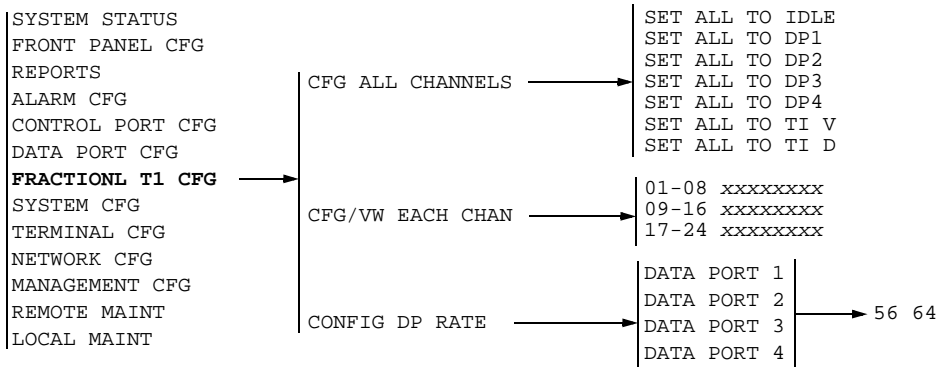 SYSTEM STATUS
FRONT PANEL CFG
REPORTS
ALARM CFG
CONTROL PORT CFG
DATA PORT CFG
FRACTIONL T1 CFG
SYSTEM CFG
TERMINAL CFG
NETWORK CFG
MANAGEMENT CFG
REMOTE MAINT
LOCAL MAINT
CFG ALL CHANNELS
CFG/VW EACH CHAN
CONFIG DP RATE
SET ALL TO IDLE
SET ALL TO DP1
SET ALL TO DP2
SET ALL TO DP3
SET ALL TO DP4
SET ALL TO TI V
SET ALL TO TI D
01-08 xxxxxxxx
09-16 xxxxxxxx
17-24 xxxxxxxx
DATA PORT 1
DATA PORT 2
DATA PORT 3
DATA PORT 4
56 64